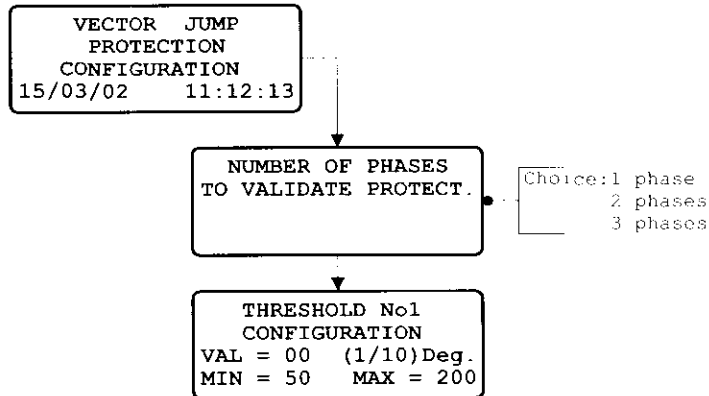 VECTOR JUMP
PROTECTION
CONFIGURATION
15/03/02 11:12:13
NUMBER OF PHASES
TO VALIDATE PROTECT.
Choice:1 phase
2 phases
3 phases
THRESHOLD No1
CONFIGURATION
VAL = 00 (1/10)Deg.
MIN = 50 MAX = 200